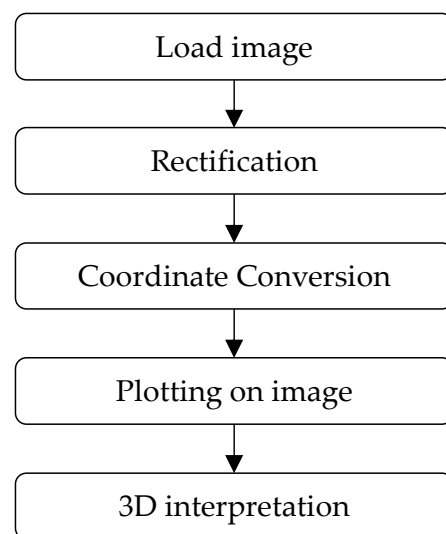 Load image
Rectification
Coordinate Conversion
Plotting on image
3D interpretation